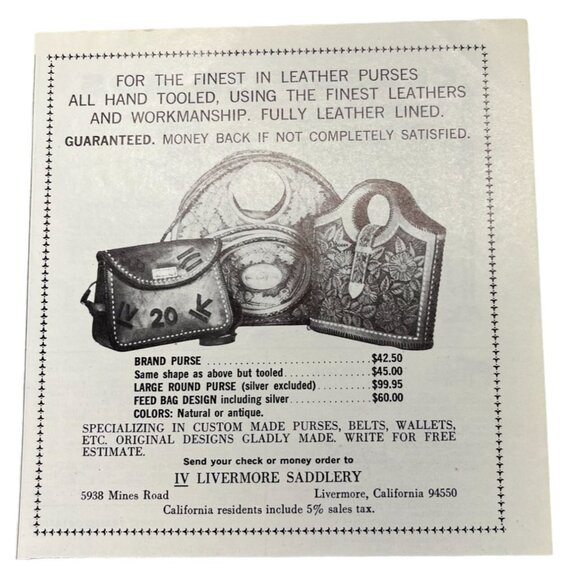 FOR THE FINEST IN LEATHER PURSES
ALL HAND TOOLED, USING THE FINEST LEATHERS
AND WORKMANSHIP. FULLY LEATHER LINED.
GUARANTEED. MONEY BACK IF NOT COMPLETELY SATISFIED.
IV 20
BRAND PURSE ........................ $42.50
Same shape as above but tooled ........... $45.00
LARGE ROUND PURSE (silver excluded) ..... $99.95
FEED BAG DESIGN including silver .......... $60.00
COLORS: Natural or antique.
SPECIALIZING IN CUSTOM MADE PURSES, BELTS, WALLETS,
ETC. ORIGINAL DESIGNS GLADLY MADE. WRITE FOR FREE
ESTIMATE.
Send your check or money order to
IV LIVERMORE SADDLERY
5938 Mines Road Livermore, California 94550
California residents include 5% sales tax.